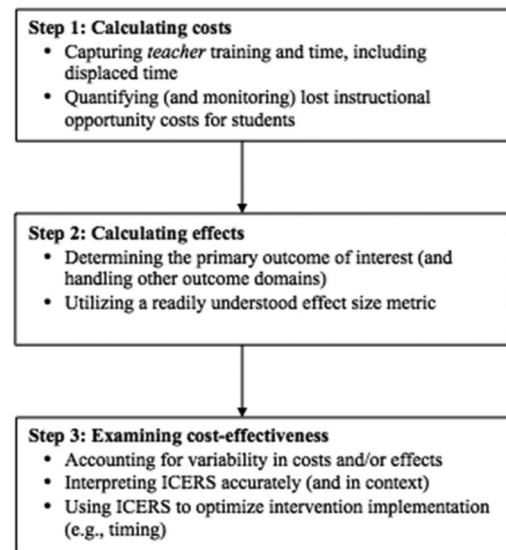 Step 1: Calculating costs
• Capturing teacher training and time, including
displaced time
• Quantifying (and monitoring) lost instructional
opportunity costs for students
Step 2: Calculating effects
• Determining the primary outcome of interest (and
handling other outcome domains)
• Utilizing a readily understood effect size metric
Step 3: Examining cost-effectiveness
• Accounting for variability in costs and/or effects
• Interpreting ICERS accurately (and in context)
• Using ICERS to optimize intervention implementation
(e.g., timing)